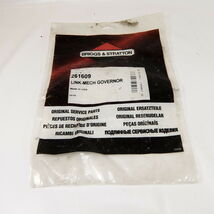 BRIGGS & STRATTON
261609
LINK-MECH GOVERNOR
ORIGINAL SERVICE PARTS
ORIGINAL ERSATZTEILE
REPUESTOS ORIGINALES
ORIGINAL RESERVDELAR
PIÈCES DE RECHANGE D'ORIGINE
PEÇAS ORIGINAIS
RICAMBI ORIGINALI
ПОДЛИННЫЕ СЕРВИСНЫЕ ИЗДЕЛИЯ